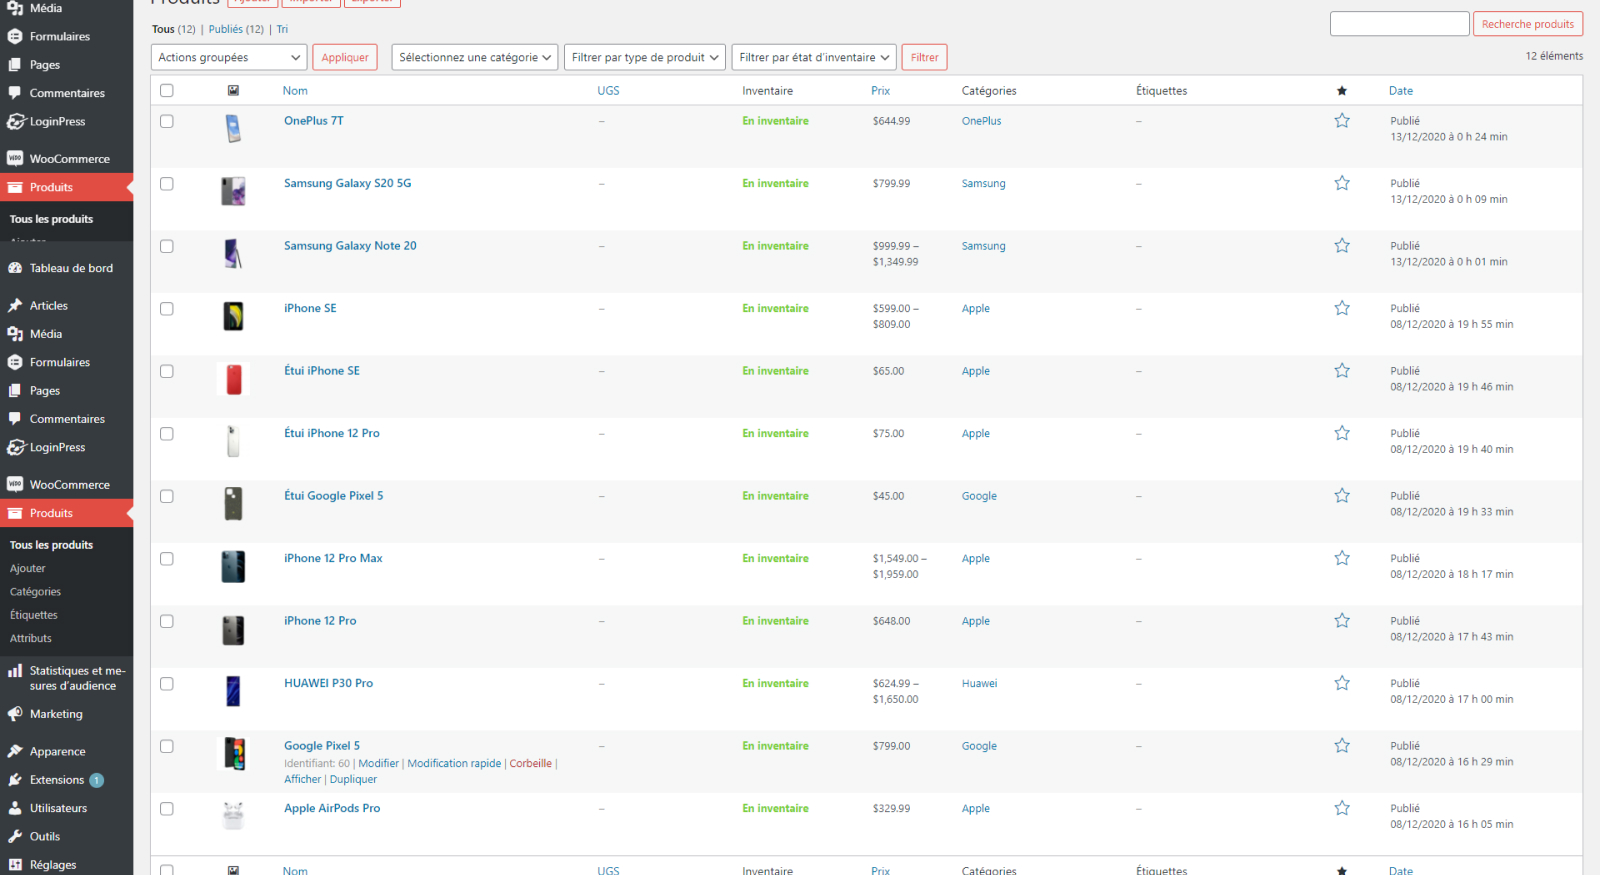 Média
Formulaires
Pages
Commentaires
LoginPress
WooCommerce
Produits
Tous les produits
Ajouter
Tableau de bord
Articles
Média
Formulaires
Pages
Commentaires
LoginPress
WooCommerce
Produits
Tous les produits
Ajouter
Catégories
Étiquettes
Attributs
Statistiques et me-
sures d’audience
Marketing
Apparence
Extensions 1
Utilisateurs
Outils
Réglages
Produits Ajouter Importer Exporter
Tous (12) | Publiés (12) | Tri
Recherche produits
Actions groupées Appliquer Sélectionnez une catégorie Filtrer par type de produit Filtrer par état d’inventaire Filtrer
12 éléments
Nom UGS Inventaire Prix Catégories Étiquettes Date
OnePlus 7T – En inventaire $644.99 OnePlus – Publié
13/12/2020 à 0 h 24 min
Samsung Galaxy S20 5G – En inventaire $799.99 Samsung – Publié
13/12/2020 à 0 h 09 min
Samsung Galaxy Note 20 – En inventaire $999.99 – Samsung – Publié
$1,349.99 13/12/2020 à 0 h 01 min
iPhone SE – En inventaire $599.00 – Apple – Publié
$809.00 08/12/2020 à 19 h 55 min
Étui iPhone SE – En inventaire $65.00 Apple – Publié
08/12/2020 à 19 h 46 min
Étui iPhone 12 Pro – En inventaire $75.00 Apple – Publié
08/12/2020 à 19 h 40 min
Étui Google Pixel 5 – En inventaire $45.00 Google – Publié
08/12/2020 à 19 h 33 min
iPhone 12 Pro Max – En inventaire $1,549.00 – Apple – Publié
$1,959.00 08/12/2020 à 18 h 17 min
iPhone 12 Pro – En inventaire $648.00 Apple – Publié
08/12/2020 à 17 h 43 min
HUAWEI P30 Pro – En inventaire $624.99 – Huawei – Publié
$1,650.00 08/12/2020 à 17 h 00 min
Google Pixel 5 – En inventaire $799.00 Google – Publié
Identifiant: 60 | Modifier | Modification rapide | Corbeille | 08/12/2020 à 16 h 29 min
Afficher | Dupliquer
Apple AirPods Pro – En inventaire $329.99 Apple – Publié
08/12/2020 à 16 h 05 min
Nom UGS Inventaire Prix Catégories Étiquettes Date